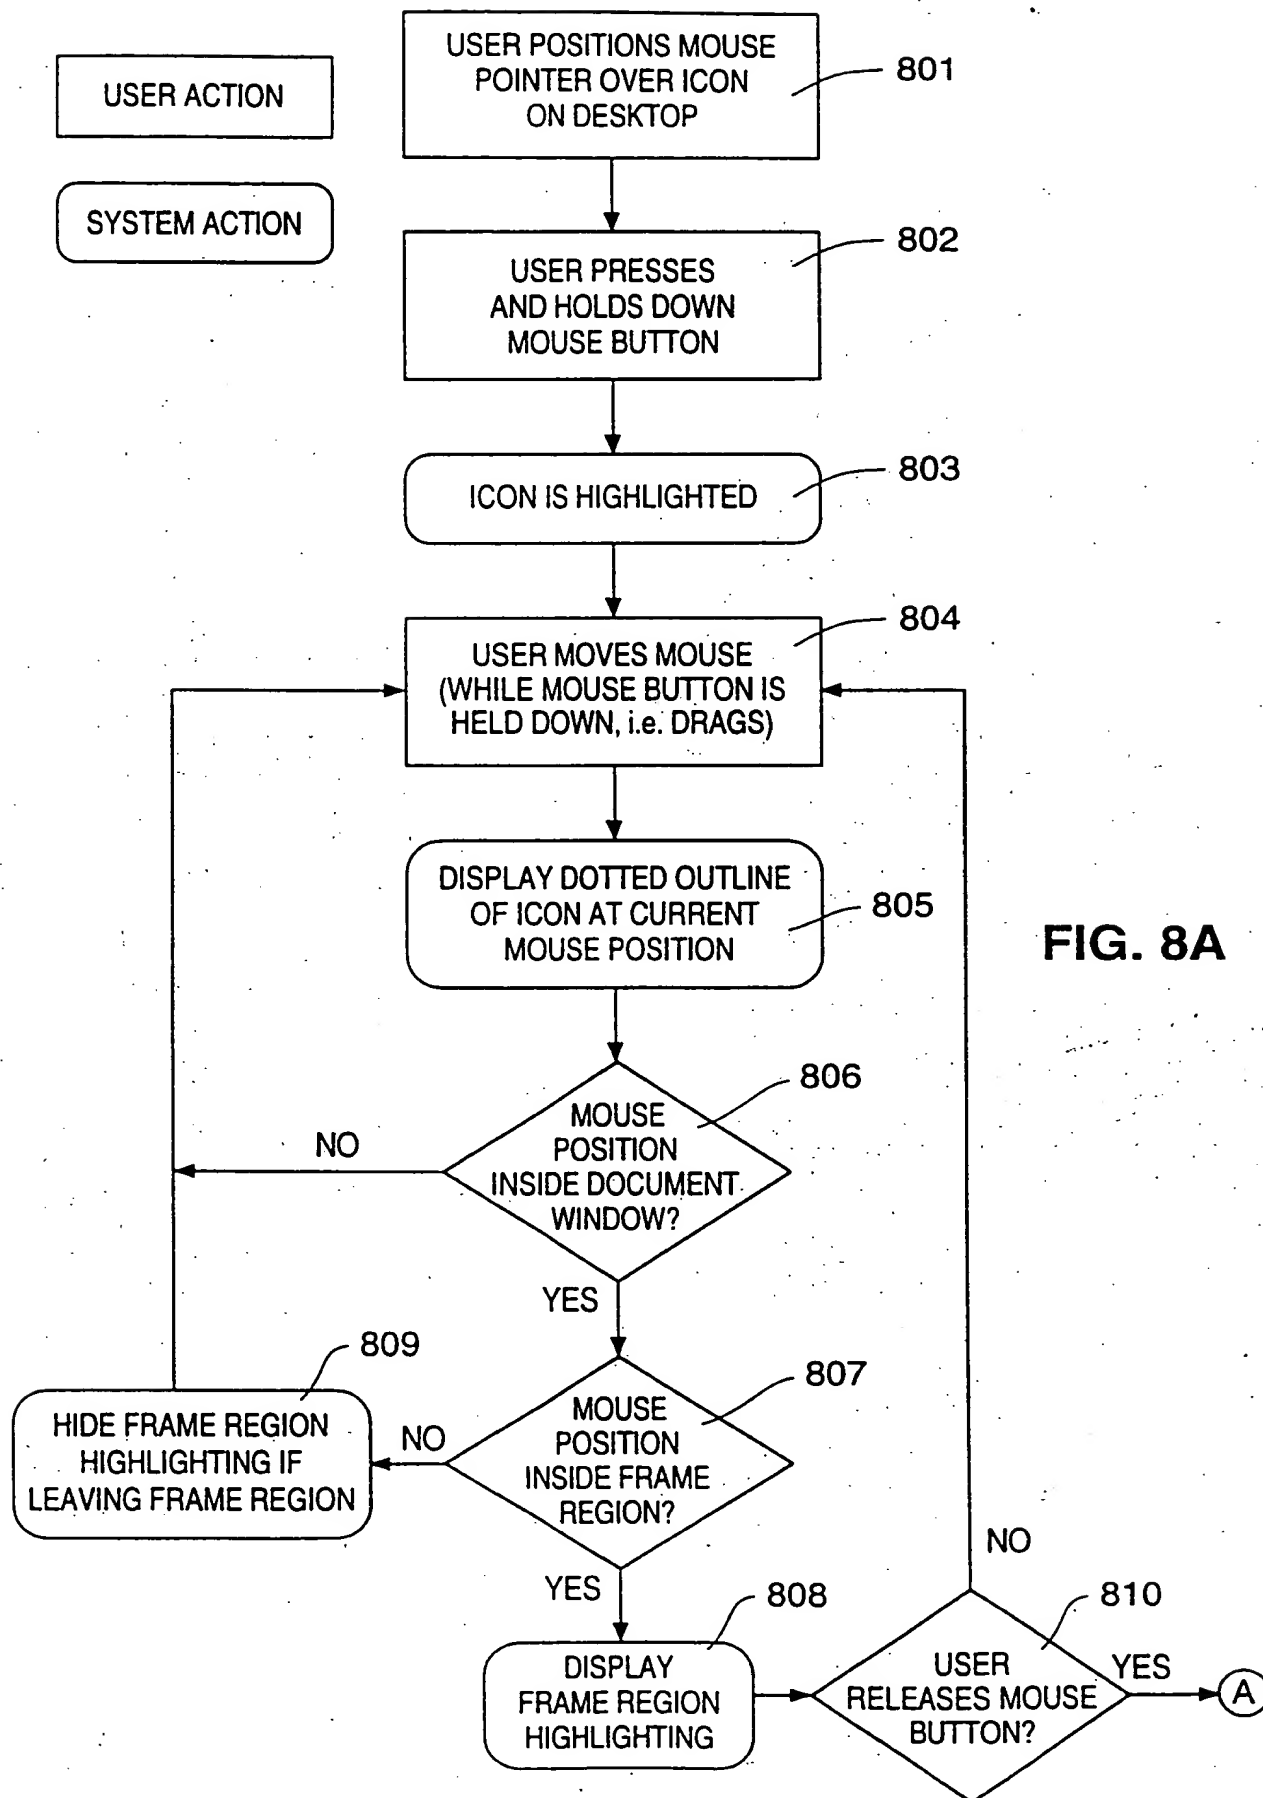 USER ACTION
SYSTEM ACTION
USER POSITIONS MOUSE
POINTER OVER ICON
ON DESKTOP
801
USER PRESSES
AND HOLDS DOWN
MOUSE BUTTON
802
ICON IS HIGHLIGHTED
803
USER MOVES MOUSE
(WHILE MOUSE BUTTON IS
HELD DOWN, i.e. DRAGS)
804
DISPLAY DOTTED OUTLINE
OF ICON AT CURRENT
MOUSE POSITION
805
FIG. 8A
MOUSE
POSITION
INSIDE DOCUMENT
WINDOW?
806
NO
YES
MOUSE
POSITION
INSIDE FRAME
REGION?
807
NO
HIDE FRAME REGION
HIGHLIGHTING IF
LEAVING FRAME REGION
809
YES
DISPLAY
FRAME REGION
HIGHLIGHTING
808
USER
RELEASES MOUSE
BUTTON?
810
NO
YES
A